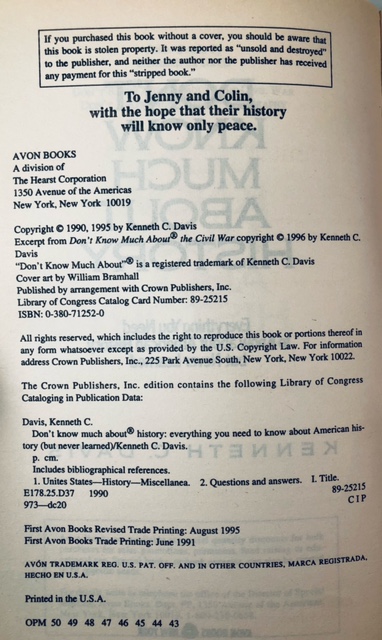 If you purchased this book without a cover, you should be aware that
this book is stolen property. It was reported as "unsold and destroyed"
to the publisher, and neither the author nor the publisher has received
any payment for this "stripped book."
To Jenny and Colin,
with the hope that their history
will know only peace.
AVON BOOKS
A division of
The Hearst Corporation
1350 Avenue of the Americas
New York, New York 10019
Copyright © 1990, 1995 by Kenneth C. Davis
Excerpt from Don't Know Much About® the Civil War copyright © 1996 by Kenneth C.
Davis
"Don't Know Much About"® is a registered trademark of Kenneth C. Davis
Cover art by William Bramhall
Published by arrangement with Crown Publishers, Inc.
Library of Congress Catalog Card Number: 89-25215
ISBN: 0-380-71252-0
All rights reserved, which includes the right to reproduce this book or portions thereof in
any form whatsoever except as provided by the U.S. Copyright Law. For information
address Crown Publishers, Inc., 225 Park Avenue South, New York, New York 10022.
The Crown Publishers, Inc. edition contains the following Library of Congress
Cataloging in Publication Data:
Davis, Kenneth C.
Don't know much about® history: everything you need to know about American his-
tory (but never learned)/Kenneth C. Davis.
p. cm.
Includes bibliographical references.
1. Unites States—History—Miscellanea. 2. Questions and answers. I. Title.
E178.25.D37 1990 89-25215
973—dc20 CIP
First Avon Books Revised Trade Printing: August 1995
First Avon Books Trade Printing: June 1991
AVON TRADEMARK REG. U.S. PAT. OFF. AND IN OTHER COUNTRIES, MARCA REGISTRADA,
HECHO EN U.S.A.
Printed in the U.S.A.
OPM 50 49 48 47 46 45 44 43